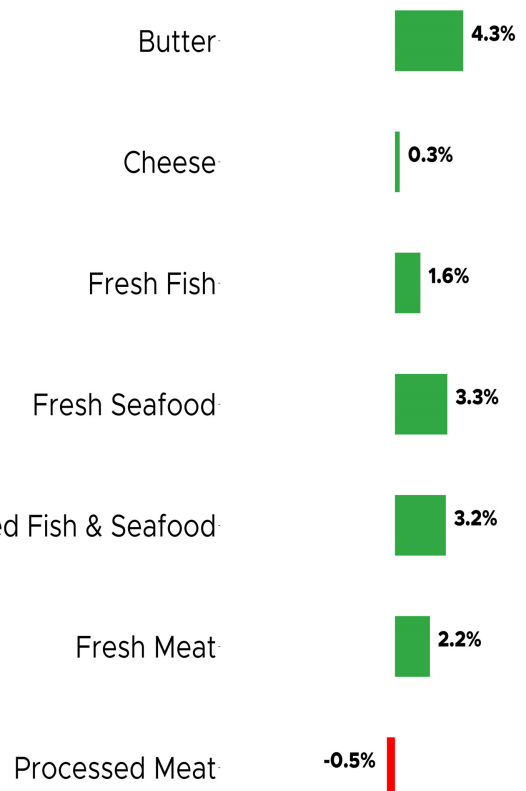 Butter 4.3%
Cheese 0.3%
Fresh Fish 1.6%
Fresh Seafood 3.3%
Fish & Seafood 3.2%
Fresh Meat 2.2%
Processed Meat -0.5%